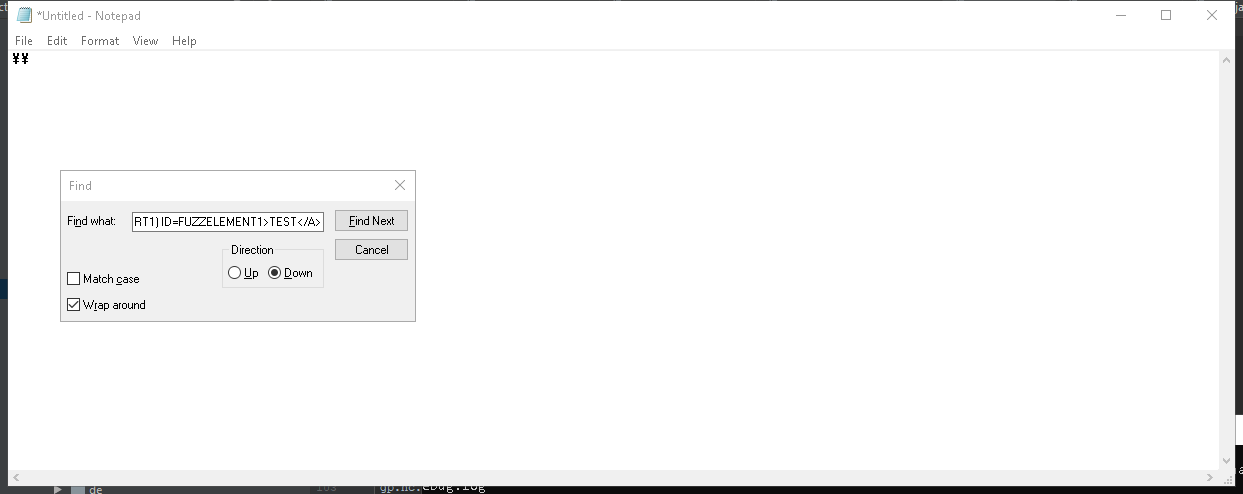 *Untitled - Notepad
File Edit Format View Help
¥¥
Find
Find what: RT1) ID=FUZZELEMENT1>TEST</A> Find Next
Direction Cancel
Up Down
Match case
Wrap around
de